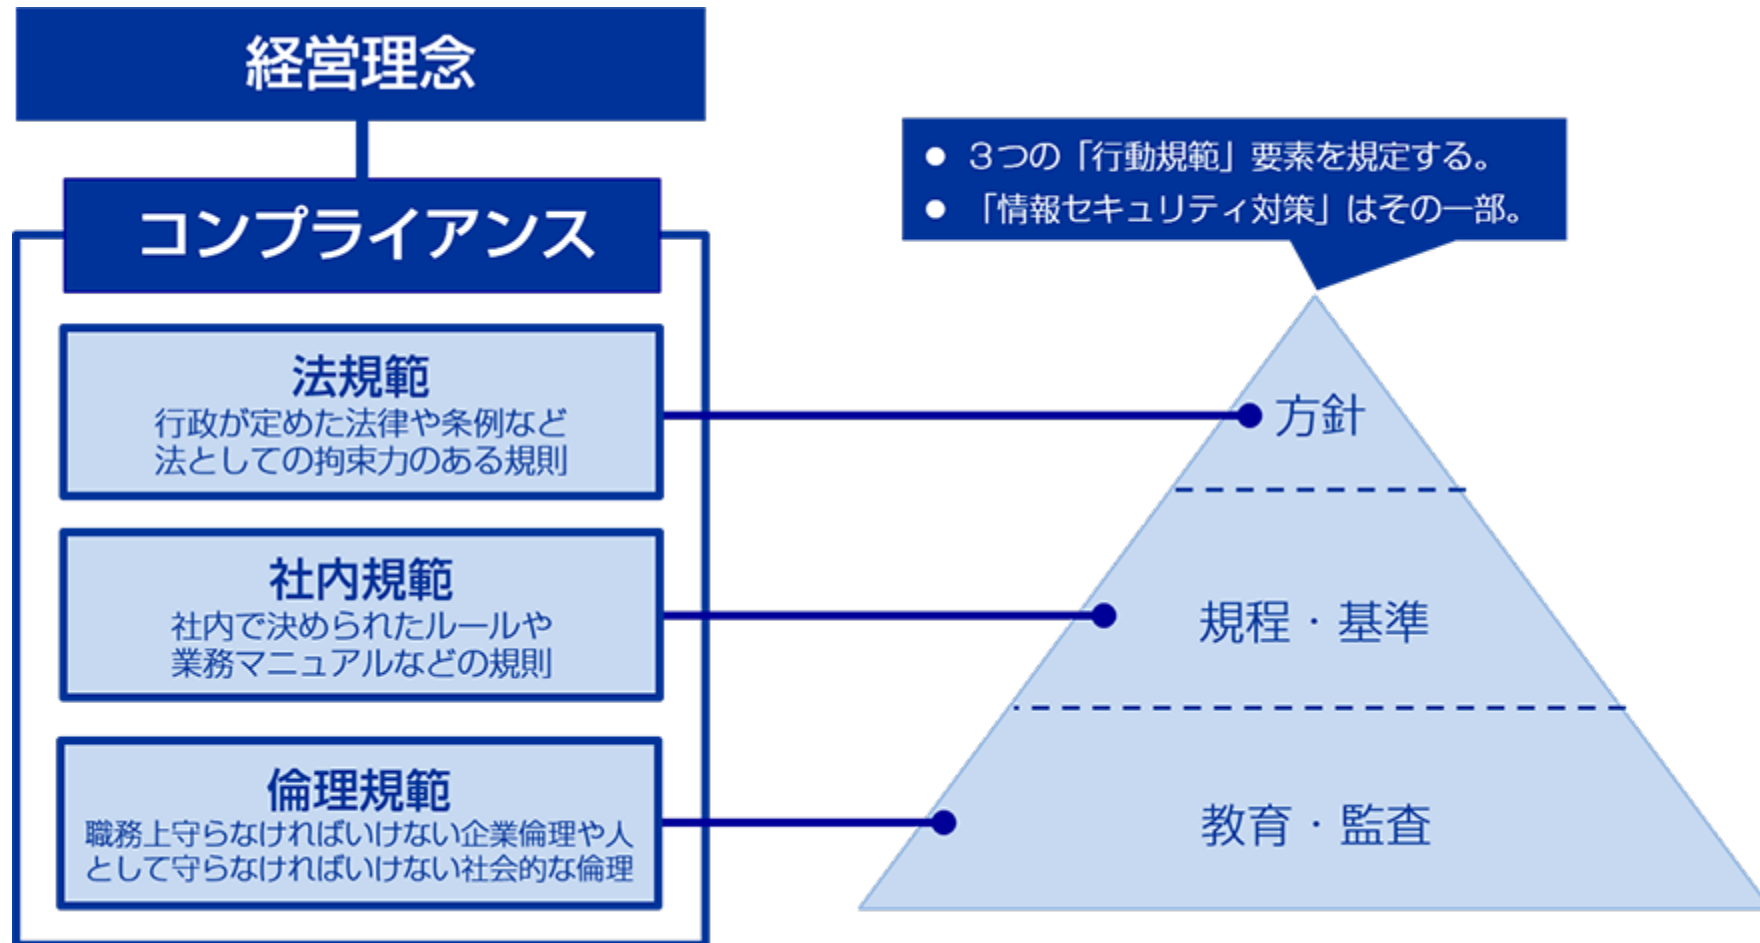 経営理念
コンプライアンス
法規範
行政が定めた法律や条例など
法としての拘束力のある規則
社内規範
社内で決められたルールや
業務マニュアルなどの規則
倫理規範
職務上守らなければいけない企業倫理や人
として守らなければいけない社会的な倫理
● 3つの「行動規範」要素を規定する。
● 「情報セキュリティ対策」はその一部。
方針
規程・基準
教育・監査